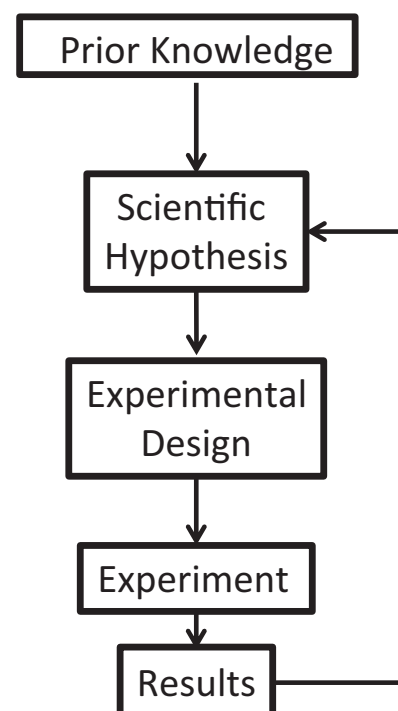 Prior Knowledge
Scientific
Hypothesis
Experimental
Design
Experiment
Results